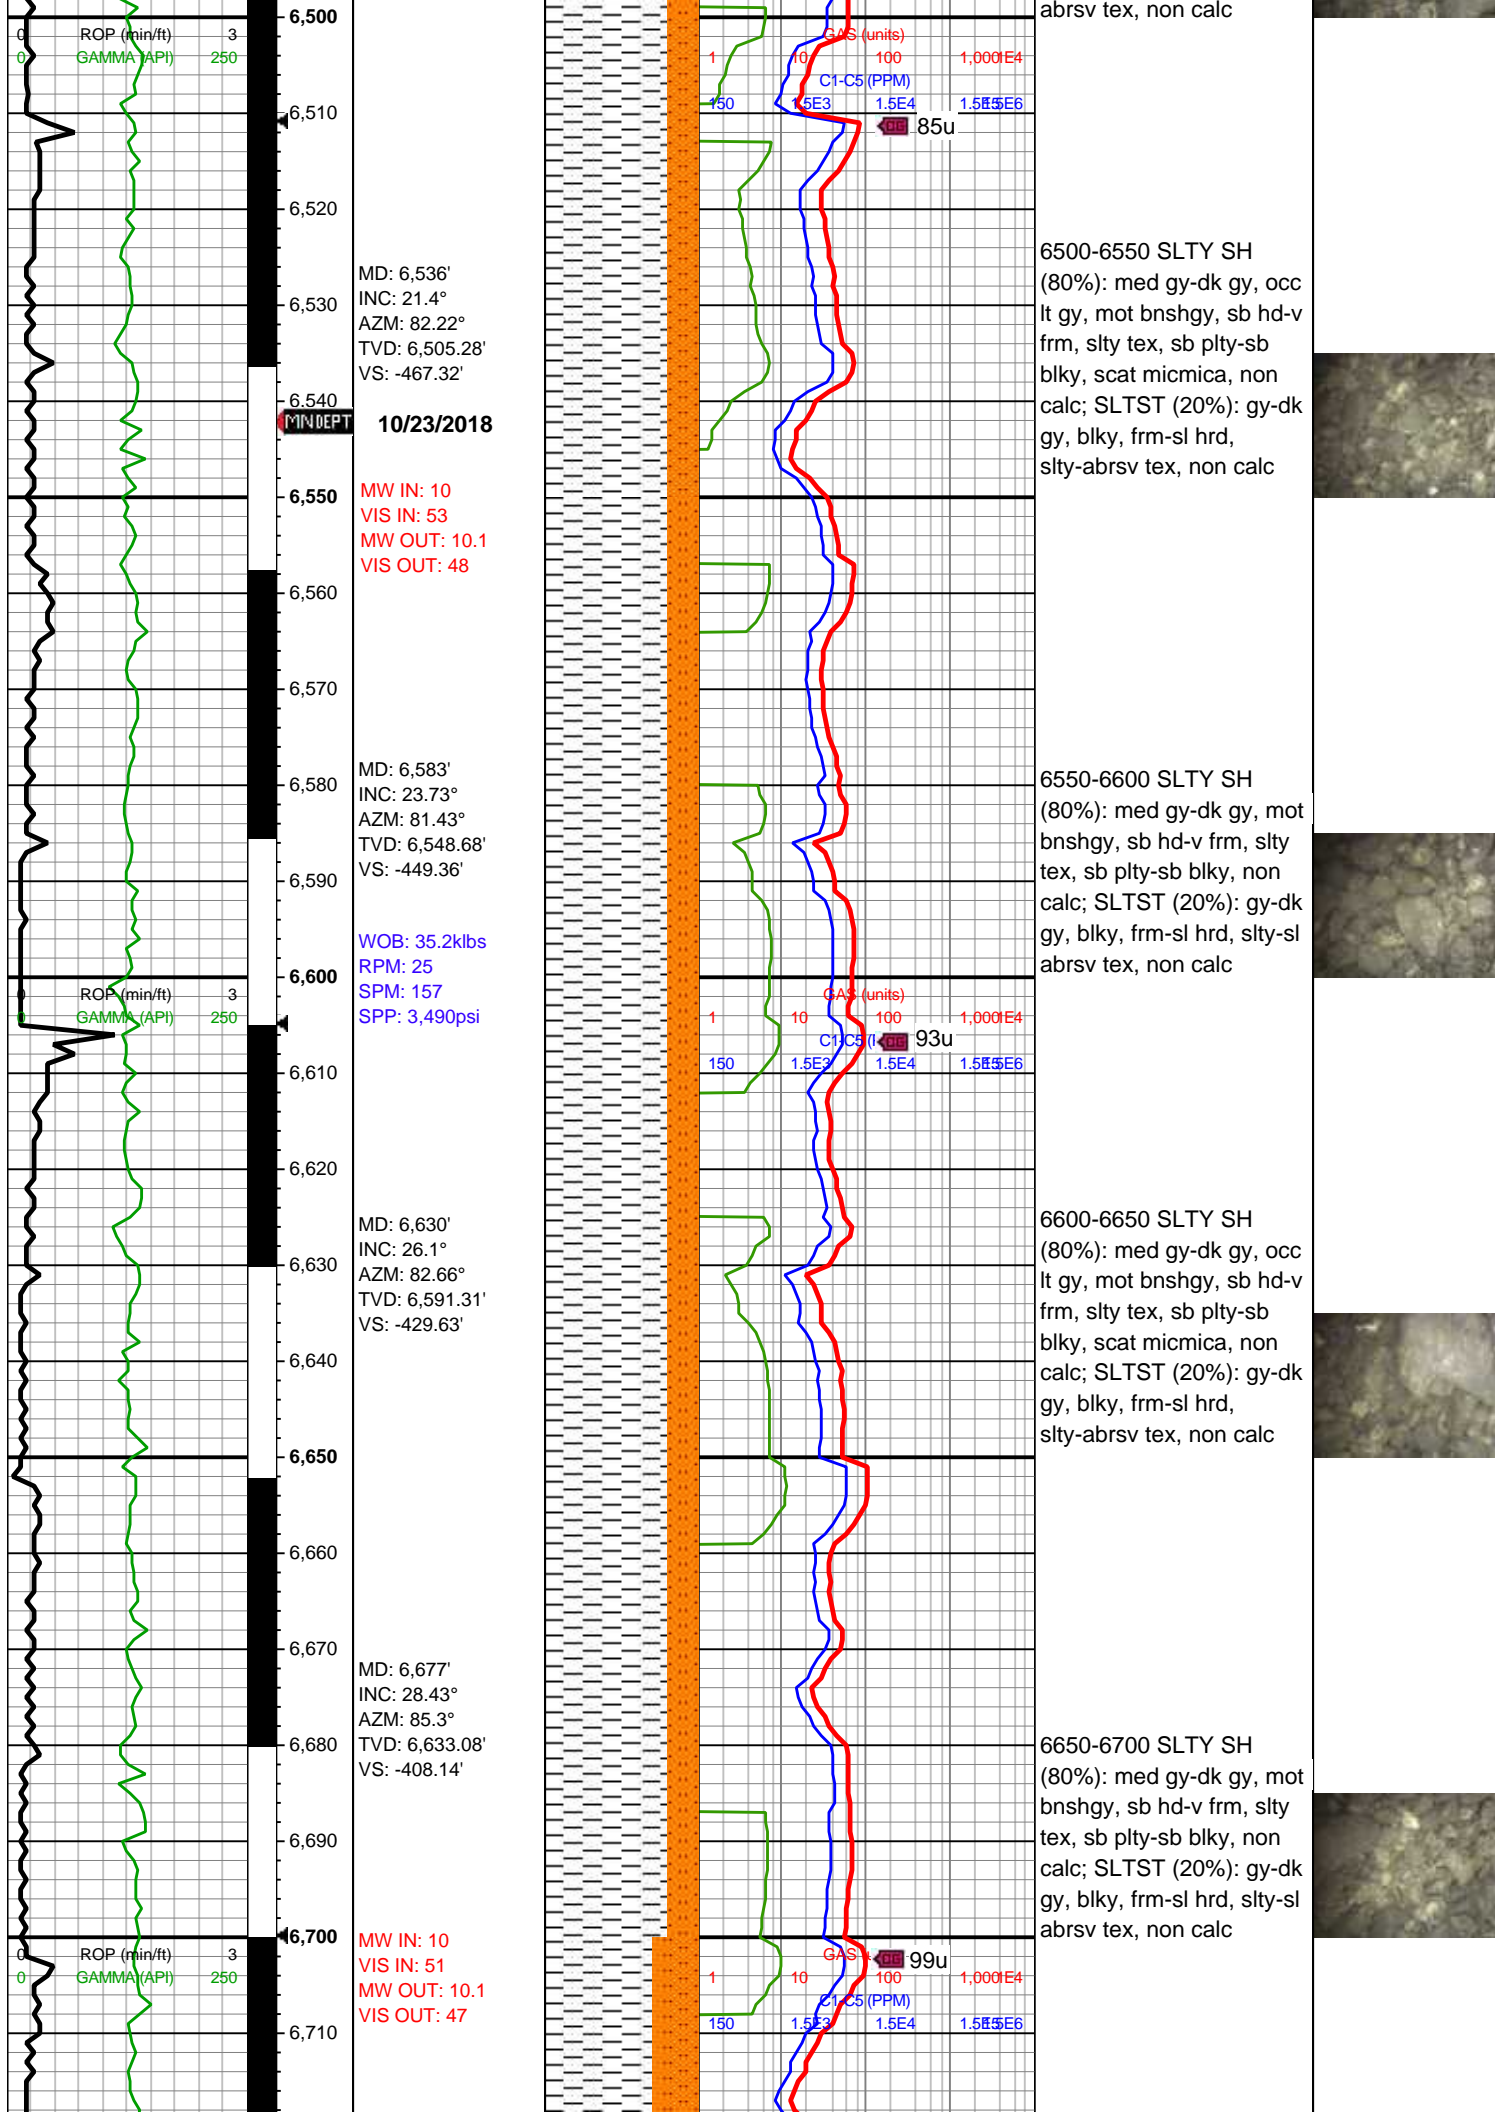 abrsv tex, non calc
6,500
0 ROP (min/ft) 3
0 GAMMA (API) 250
GAS (units)
1 10 100 1,000 1E4
C1-C5 (PPM)
150 1.5E3 1.5E4 1.5E5 1.5E6
6,510
OG 85u
6,520
6500-6550 SLTY SH
(80%): med gy-dk gy, occ
lt gy, mot bnshgy, sb hd-v
frm, slty tex, sb plty-sb
blky, scat micmica, non
calc; SLTST (20%): gy-dk
gy, blky, frm-sl hrd,
slty-abrsv tex, non calc
MD: 6,536'
INC: 21.4°
AZM: 82.22°
TVD: 6,505.28'
VS: -467.32'
6,530
6,540
MN DEPT 10/23/2018
MW IN: 10
VIS IN: 53
MW OUT: 10.1
VIS OUT: 48
6,550
6,560
6,570
MD: 6,583'
INC: 23.73°
AZM: 81.43°
TVD: 6,548.68'
VS: -449.36'
6,580
6550-6600 SLTY SH
(80%): med gy-dk gy, mot
bnshgy, sb hd-v frm, slty
tex, sb plty-sb blky, non
calc; SLTST (20%): gy-dk
gy, blky, frm-sl hrd, slty-sl
abrsv tex, non calc
6,590
WOB: 35.2klbs
RPM: 25
SPM: 157
SPP: 3,490psi
6,600
0 ROP (min/ft) 3
0 GAMMA (API) 250
GAS (units)
1 10 100 1,000 1E4
C1-C5 (
OG 93u
150 1.5E3 1.5E4 1.5E5 1.5E6
6,610
6,620
MD: 6,630'
INC: 26.1°
AZM: 82.66°
TVD: 6,591.31'
VS: -429.63'
6600-6650 SLTY SH
(80%): med gy-dk gy, occ
lt gy, mot bnshgy, sb hd-v
frm, slty tex, sb plty-sb
blky, scat micmica, non
calc; SLTST (20%): gy-dk
gy, blky, frm-sl hrd,
slty-abrsv tex, non calc
6,630
6,640
6,650
6,660
6,670
MD: 6,677'
INC: 28.43°
AZM: 85.3°
TVD: 6,633.08'
VS: -408.14'
6,680
6650-6700 SLTY SH
(80%): med gy-dk gy, mot
bnshgy, sb hd-v frm, slty
tex, sb plty-sb blky, non
calc; SLTST (20%): gy-dk
gy, blky, frm-sl hrd, slty-sl
abrsv tex, non calc
6,690
6,700
MW IN: 10
VIS IN: 51
MW OUT: 10.1
VIS OUT: 47
0 ROP (min/ft) 3
0 GAMMA (API) 250
GAS
OG 99u
1 10 100 1,000 1E4
C1-C5 (PPM)
150 1.5E3 1.5E4 1.5E5 1.5E6
6,710